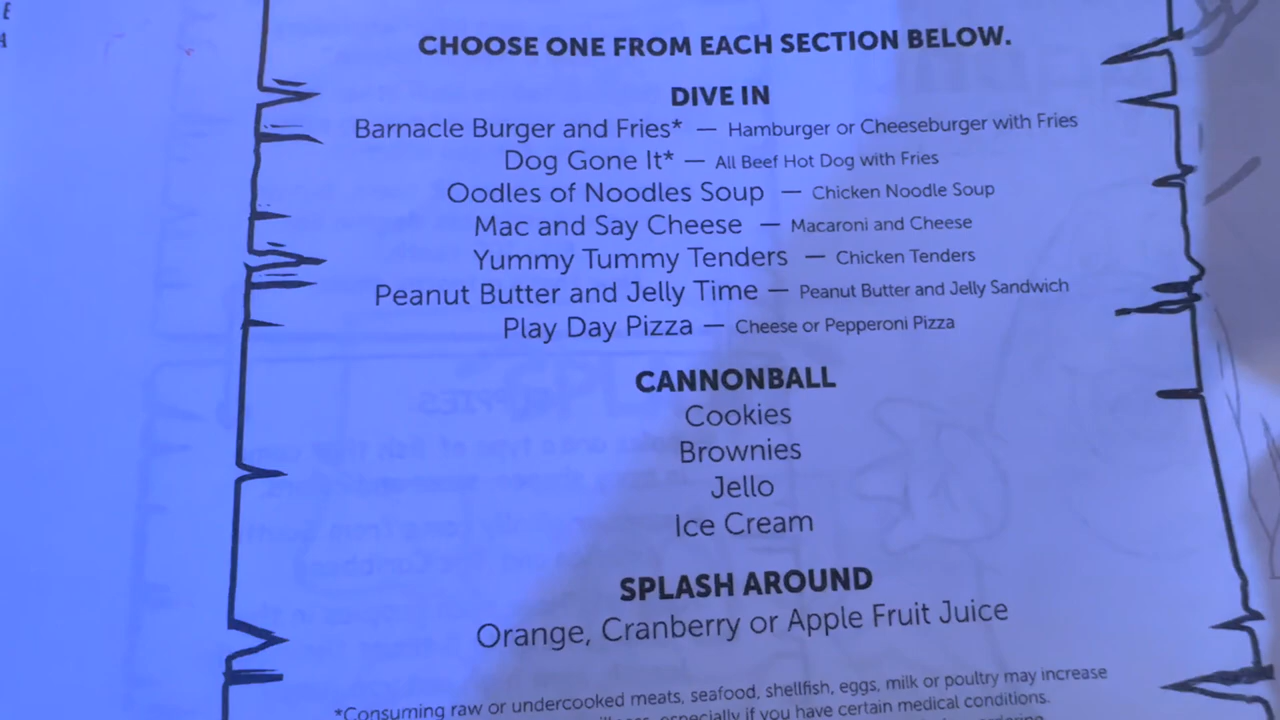 CHOOSE ONE FROM EACH SECTION BELOW.
DIVE IN
Barnacle Burger and Fries* — Hamburger or Cheeseburger with Fries
Dog Gone It* — All Beef Hot Dog with Fries
Oodles of Noodles Soup — Chicken Noodle Soup
Mac and Say Cheese — Macaroni and Cheese
Yummy Tummy Tenders — Chicken Tenders
Peanut Butter and Jelly Time — Peanut Butter and Jelly Sandwich
Play Day Pizza — Cheese or Pepperoni Pizza
CANNONBALL
Cookies
Brownies
Jello
Ice Cream
SPLASH AROUND
Orange, Cranberry or Apple Fruit Juice
*Consuming raw or undercooked meats, seafood, shellfish, eggs, milk or poultry may increase
especially if you have certain medical conditions.